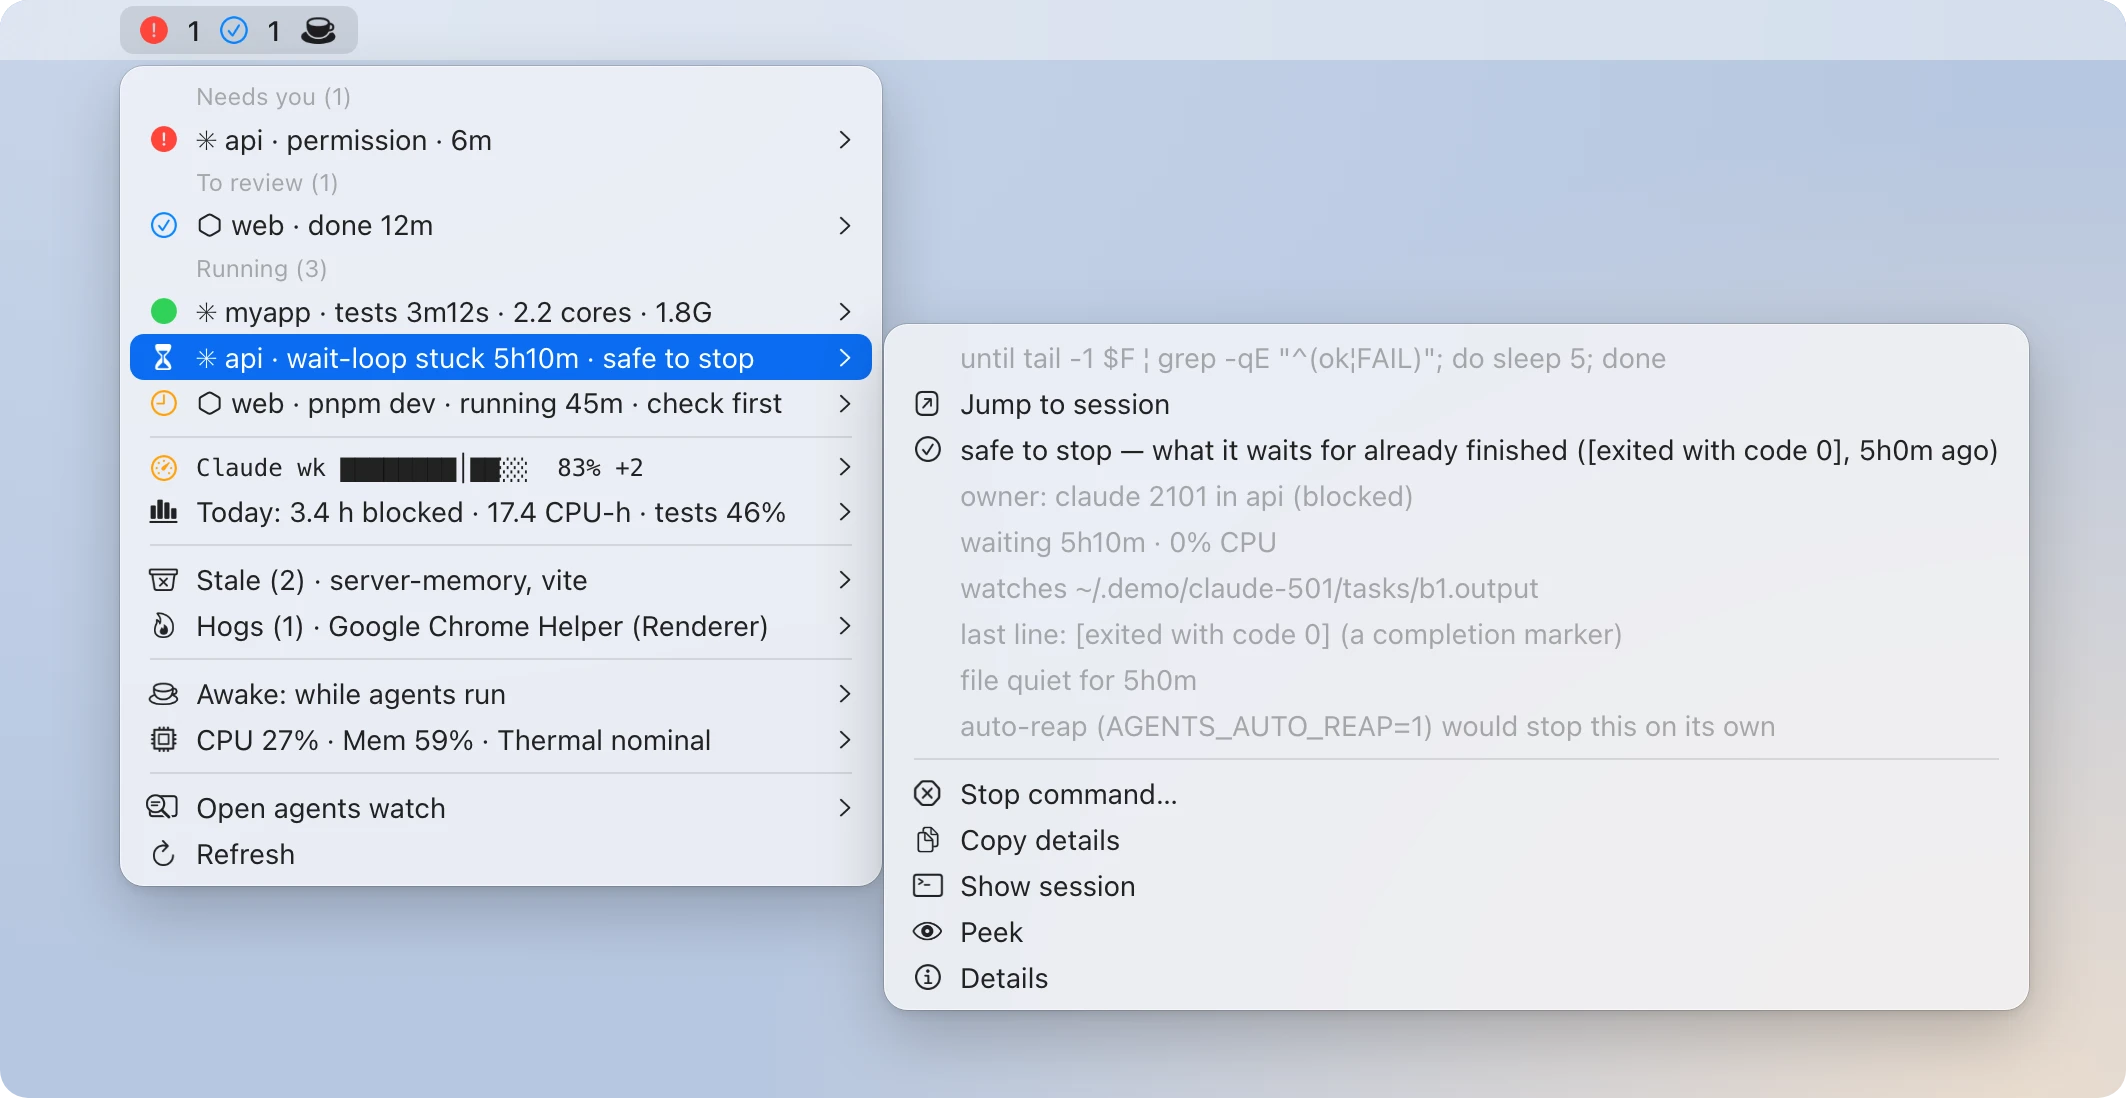 1 1
Needs you (1)
✳ api · permission · 6m
To review (1)
⬡ web · done 12m
Running (3)
✳ myapp · tests 3m12s · 2.2 cores · 1.8G
✳ api · wait-loop stuck 5h10m · safe to stop
⬡ web · pnpm dev · running 45m · check first
Claude wk ████████│██░░ 83% +2
Today: 3.4 h blocked · 17.4 CPU-h · tests 46%
Stale (2) · server-memory, vite
Hogs (1) · Google Chrome Helper (Renderer)
Awake: while agents run
CPU 27% · Mem 59% · Thermal nominal
Open agents watch
Refresh
until tail -1 $F ¦ grep -qE "^(ok¦FAIL)"; do sleep 5; done
Jump to session
safe to stop — what it waits for already finished ([exited with code 0], 5h0m ago)
owner: claude 2101 in api (blocked)
waiting 5h10m · 0% CPU
watches ~/.demo/claude-501/tasks/b1.output
last line: [exited with code 0] (a completion marker)
file quiet for 5h0m
auto-reap (AGENTS_AUTO_REAP=1) would stop this on its own
Stop command...
Copy details
Show session
Peek
Details